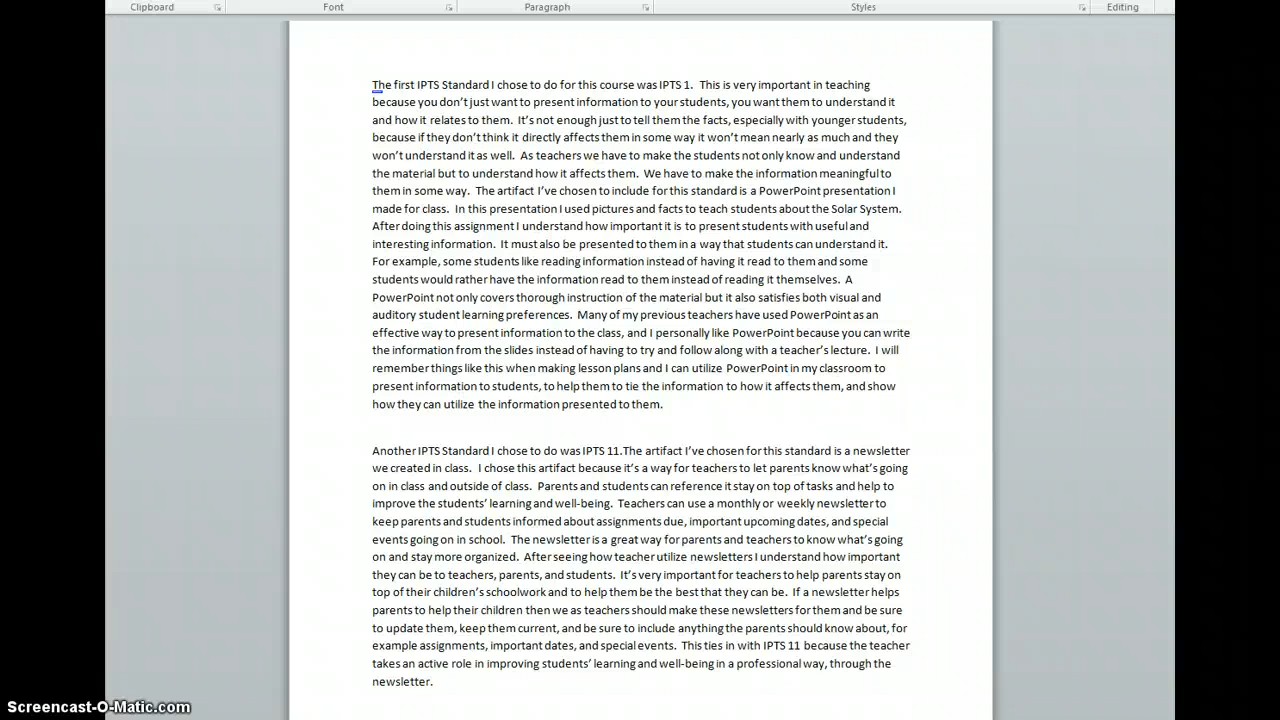 Clipboard Font Paragraph Styles Editing
The first IPTS Standard I chose to do for this course was IPTS 1.  This is very important in teaching
because you don't just want to present information to your students, you want them to understand it
and how it relates to them.  It's not enough just to tell them the facts, especially with younger students,
because if they don't think it directly affects them in some way it won't mean nearly as much and they
won't understand it as well.  As teachers we have to make the students not only know and understand
the material but to understand how it affects them.  We have to make the information meaningful to
them in some way.  The artifact I've chosen to include for this standard is a PowerPoint presentation I
made for class.  In this presentation I used pictures and facts to teach students about the Solar System.
After doing this assignment I understand how important it is to present students with useful and
interesting information.  It must also be presented to them in a way that students can understand it.
For example, some students like reading information instead of having it read to them and some
students would rather have the information read to them instead of reading it themselves.  A
PowerPoint not only covers thorough instruction of the material but it also satisfies both visual and
auditory student learning preferences.  Many of my previous teachers have used PowerPoint as an
effective way to present information to the class, and I personally like PowerPoint because you can write
the information from the slides instead of having to try and follow along with a teacher's lecture.  I will
remember things like this when making lesson plans and I can utilize PowerPoint in my classroom to
present information to students, to help them to tie the information to how it affects them, and show
how they can utilize the information presented to them.
Another IPTS Standard I chose to do was IPTS 11.The artifact I've chosen for this standard is a newsletter
we created in class.  I chose this artifact because it's a way for teachers to let parents know what's going
on in class and outside of class.  Parents and students can reference it stay on top of tasks and help to
improve the students' learning and well-being.  Teachers can use a monthly or weekly newsletter to
keep parents and students informed about assignments due, important upcoming dates, and special
events going on in school.  The newsletter is a great way for parents and teachers to know what's going
on and stay more organized.  After seeing how teacher utilize newsletters I understand how important
they can be to teachers, parents, and students.  It's very important for teachers to help parents stay on
top of their children's schoolwork and to help them be the best that they can be.  If a newsletter helps
parents to help their children then we as teachers should make these newsletters for them and be sure
to update them, keep them current, and be sure to include anything the parents should know about, for
example assignments, important dates, and special events.  This ties in with IPTS 11 because the teacher
takes an active role in improving students' learning and well-being in a professional way, through the
newsletter.
Screencast-O-Matic.com